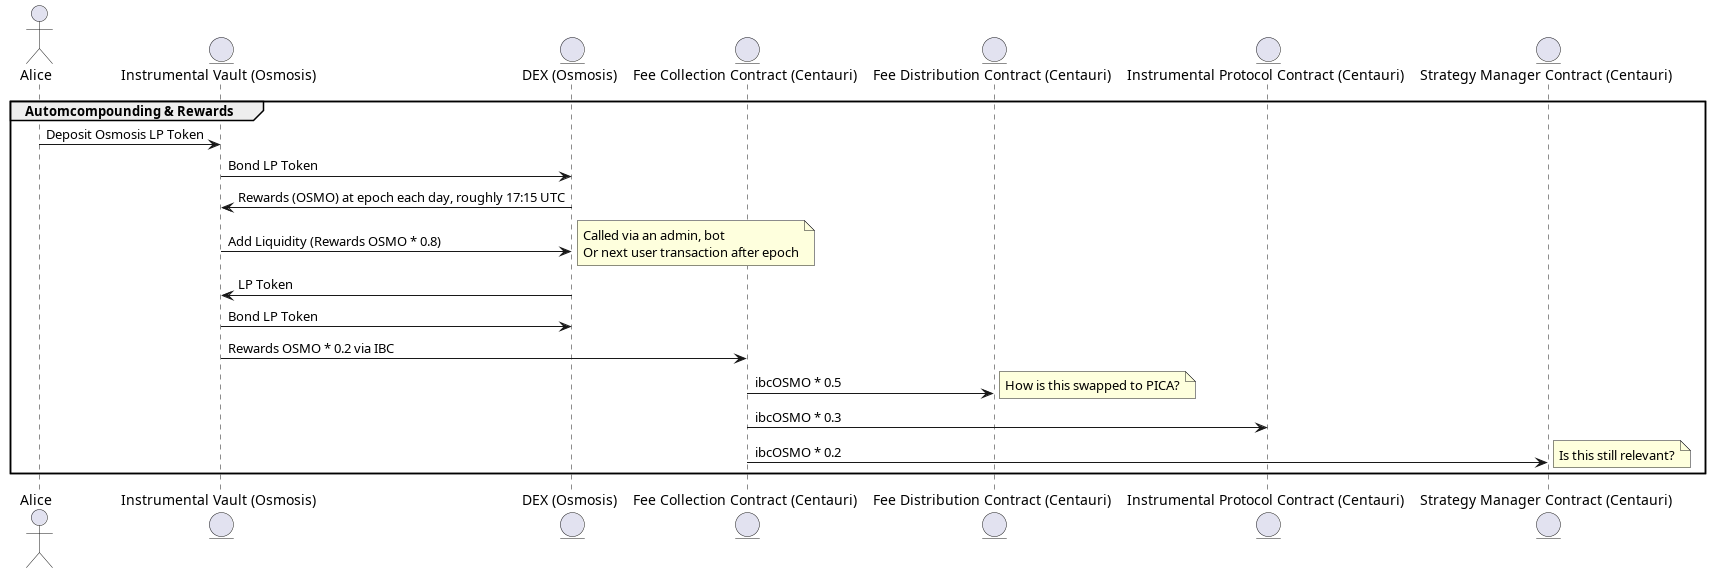 Alice
Instrumental Vault (Osmosis)
DEX (Osmosis)
Fee Collection Contract (Centauri)
Fee Distribution Contract (Centauri)
Instrumental Protocol Contract (Centauri)
Strategy Manager Contract (Centauri)
Automcompounding & Rewards
Deposit Osmosis LP Token
Bond LP Token
Rewards (OSMO) at epoch each day, roughly 17:15 UTC
Add Liquidity (Rewards OSMO * 0.8)
Called via an admin, bot
Or next user transaction after epoch
LP Token
Bond LP Token
Rewards OSMO * 0.2 via IBC
ibcOSMO * 0.5
How is this swapped to PICA?
ibcOSMO * 0.3
ibcOSMO * 0.2
Is this still relevant?
Alice
Instrumental Vault (Osmosis)
DEX (Osmosis)
Fee Collection Contract (Centauri)
Fee Distribution Contract (Centauri)
Instrumental Protocol Contract (Centauri)
Strategy Manager Contract (Centauri)